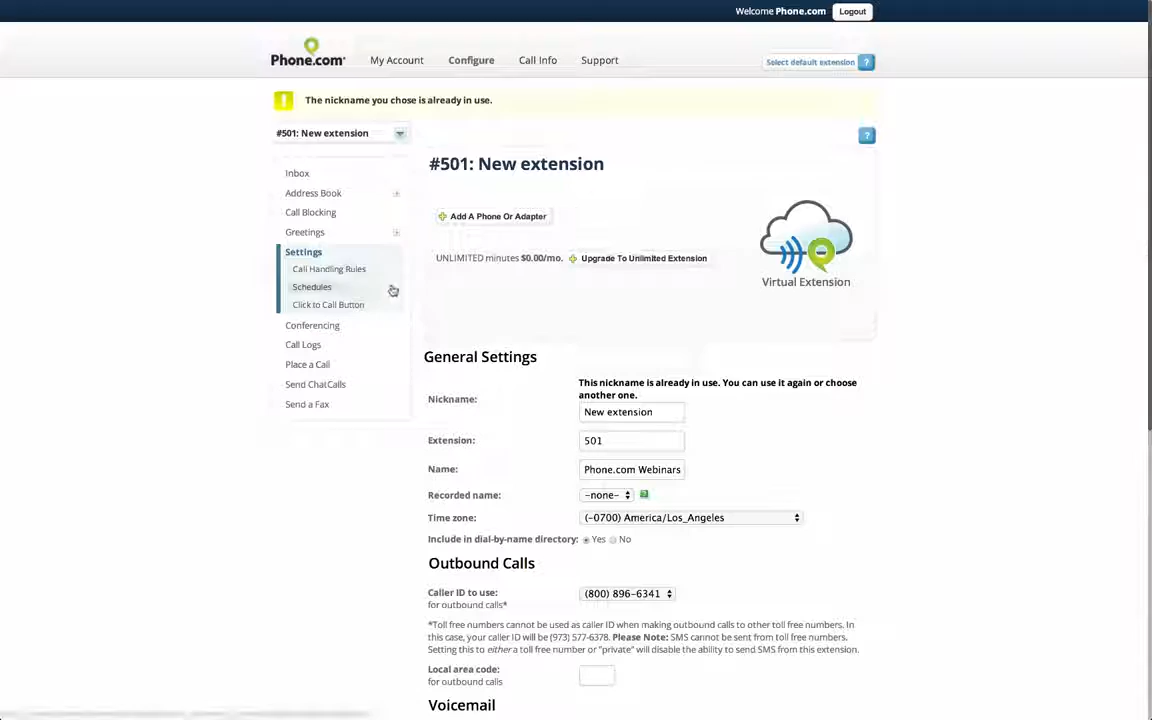 Welcome Phone.com Logout
Phone.com My Account Configure Call Info Support Select default extension ?
The nickname you chose is already in use.
#501: New extension ?
#501: New extension
Inbox
Address Book
Call Blocking
Greetings
Settings
Call Handling Rules
Schedules
Click to Call Button
Conferencing
Call Logs
Place a Call
Send ChatCalls
Send a Fax
Add A Phone Or Adapter
UNLIMITED minutes $0.00/mo. Upgrade To Unlimited Extension
Virtual Extension
General Settings
This nickname is already in use. You can use it again or choose
another one.
Nickname: New extension
Extension: 501
Name: Phone.com Webinars
Recorded name: -none-
Time zone: (-0700) America/Los_Angeles
Include in dial-by-name directory: Yes No
Outbound Calls
Caller ID to use: (800) 896-6341
for outbound calls*
*Toll free numbers cannot be used as caller ID when making outbound calls to other toll free numbers. In
this case, your caller ID will be (973) 577-6378. Please Note: SMS cannot be sent from toll free numbers.
Setting this to either a toll free number or "private" will disable the ability to send SMS from this extension.
Local area code:
for outbound calls
Voicemail